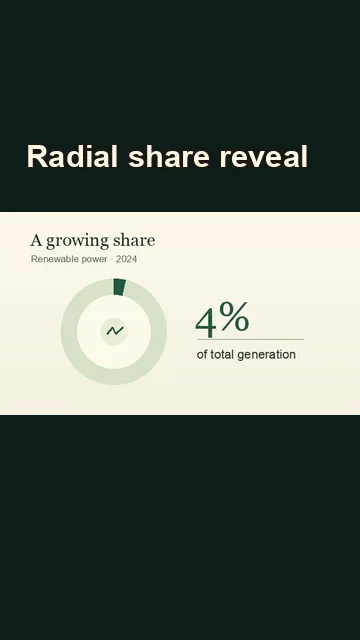 Radial share reveal
A growing share
Renewable power · 2024
4%
of total generation